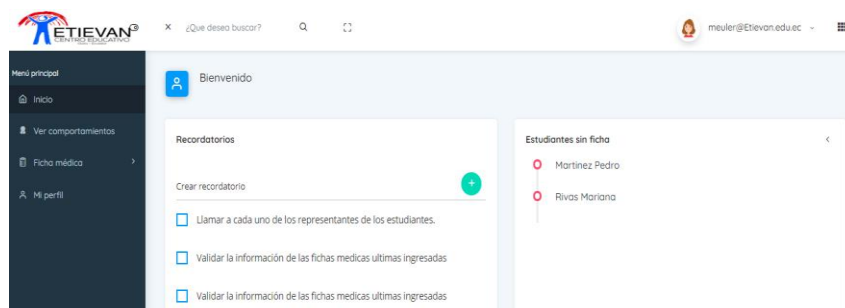 ETIEVAN
CENTRO EDUCATIVO
× ¿Que desea buscar?
meuler@Etievan.edu.ec
Menú principal
Inicio
Ver comportamientos
Ficha médica
Mi perfil
Bienvenido
Recordatorios
Crear recordatorio
+
Llamar a cada uno de los representantes de los estudiantes.
Validar la información de las fichas medicas ultimas ingresadas
Validar la información de las fichas medicas ultimas ingresadas
Estudiantes sin ficha
Martinez Pedro
Rivas Mariana